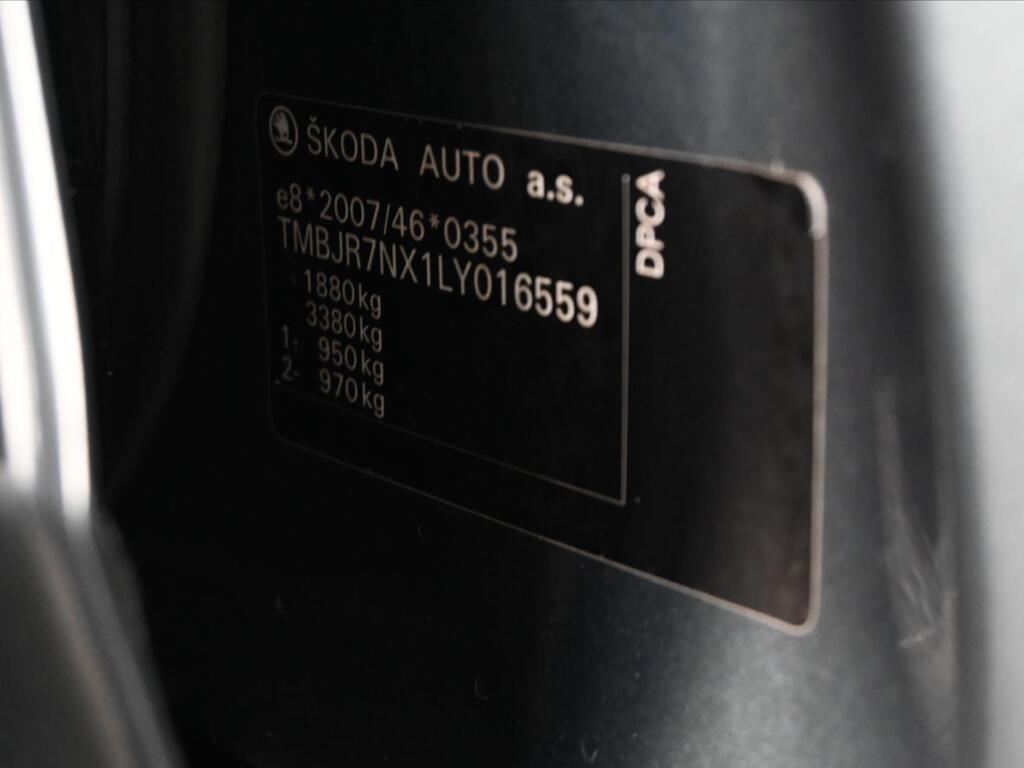 ŠKODA AUTO a.s.
e8*2007/46*0355
TMBJR7NX1LY016559
1880kg
3380kg
1- 950kg
2- 970kg
DPCA